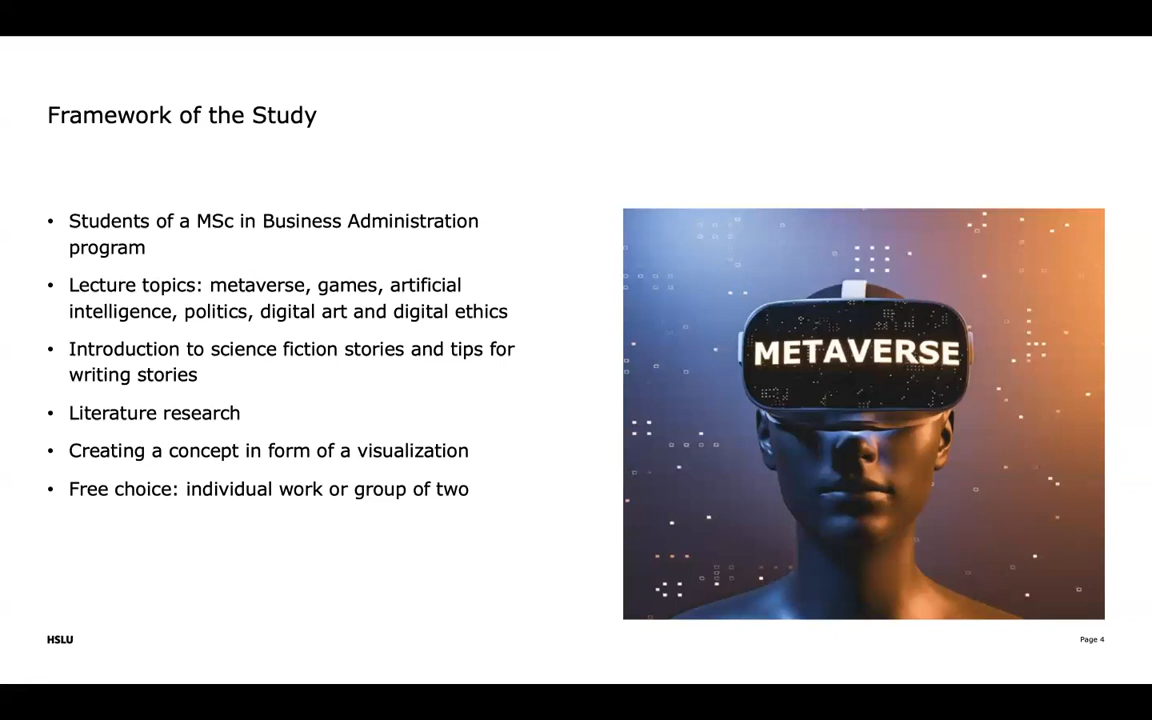 Framework of the Study
• Students of a MSc in Business Administration
program
• Lecture topics: metaverse, games, artificial
intelligence, politics, digital art and digital ethics
• Introduction to science fiction stories and tips for
writing stories
• Literature research
• Creating a concept in form of a visualization
• Free choice: individual work or group of two
METAVERSE
HSLU
Page 4